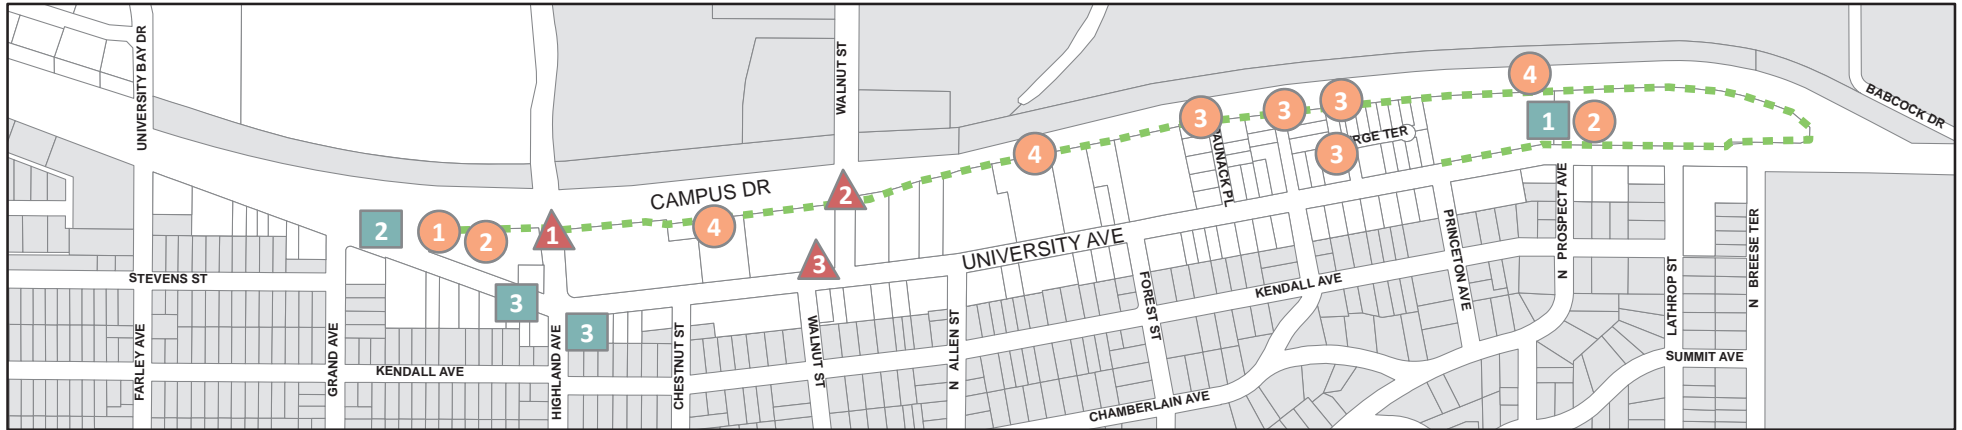 UNIVERSITY BAY DR
WALNUT ST
BABCOCK DR
4
3
3
3
1
2
3
RGE TER
4
AUNACK PL
CAMPUS DR
2
2
1
2
1
4
3
UNIVERSITY AVE
N PROSPECT AVE
PRINCETON AVE
N BREESE TER
STEVENS ST
3
3
KENDALL AVE
FOREST ST
LATHROP ST
FARLEY AVE
GRAND AVE
HIGHLAND AVE
CHESTNUT ST
WALNUT ST
N ALLEN ST
SUMMIT AVE
KENDALL AVE
CHAMBERLAIN AVE